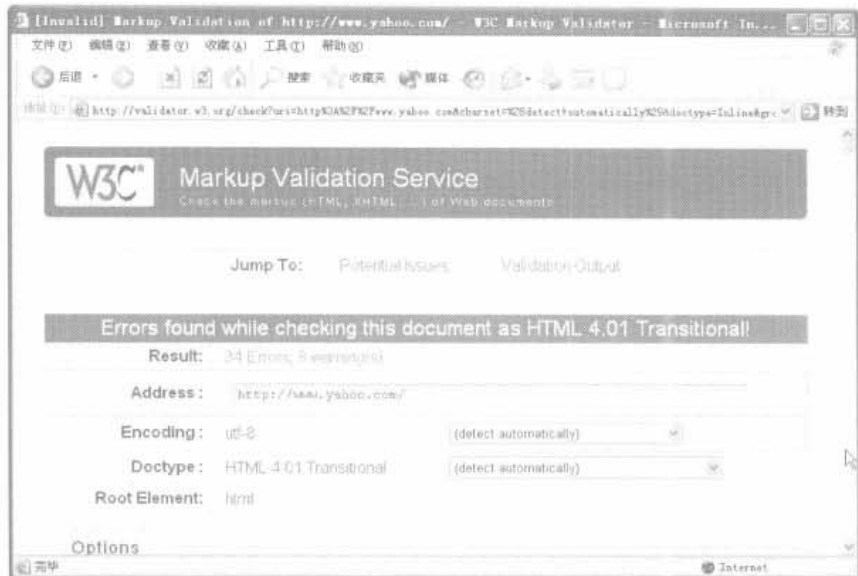 [Invalid] Markup Validation of http://www.yahoo.com/ - W3C Markup Validator - Microsoft In...
文件(F) 编辑(E) 查看(V) 收藏(A) 工具(T) 帮助(H)
后退 搜索 收藏夹 媒体
地址(D) http://validator.w3.org/check?uri=http%3A%2F%2Fwww.yahoo.com&charset=%28detect+automatically%29&doctype=Inline&gro 转到
W3C Markup Validation Service
Check the markup (HTML, XHTML, ...) of Web documents
Jump To: Potential Issues Validation Output
Errors found while checking this document as HTML 4.01 Transitional!
Result: 34 Errors, warning(s)
Address : http://www.yahoo.com/
Encoding : utf-8 (detect automatically)
Doctype : HTML 4.01 Transitional (detect automatically)
Root Element: html
Options
完毕 Internet